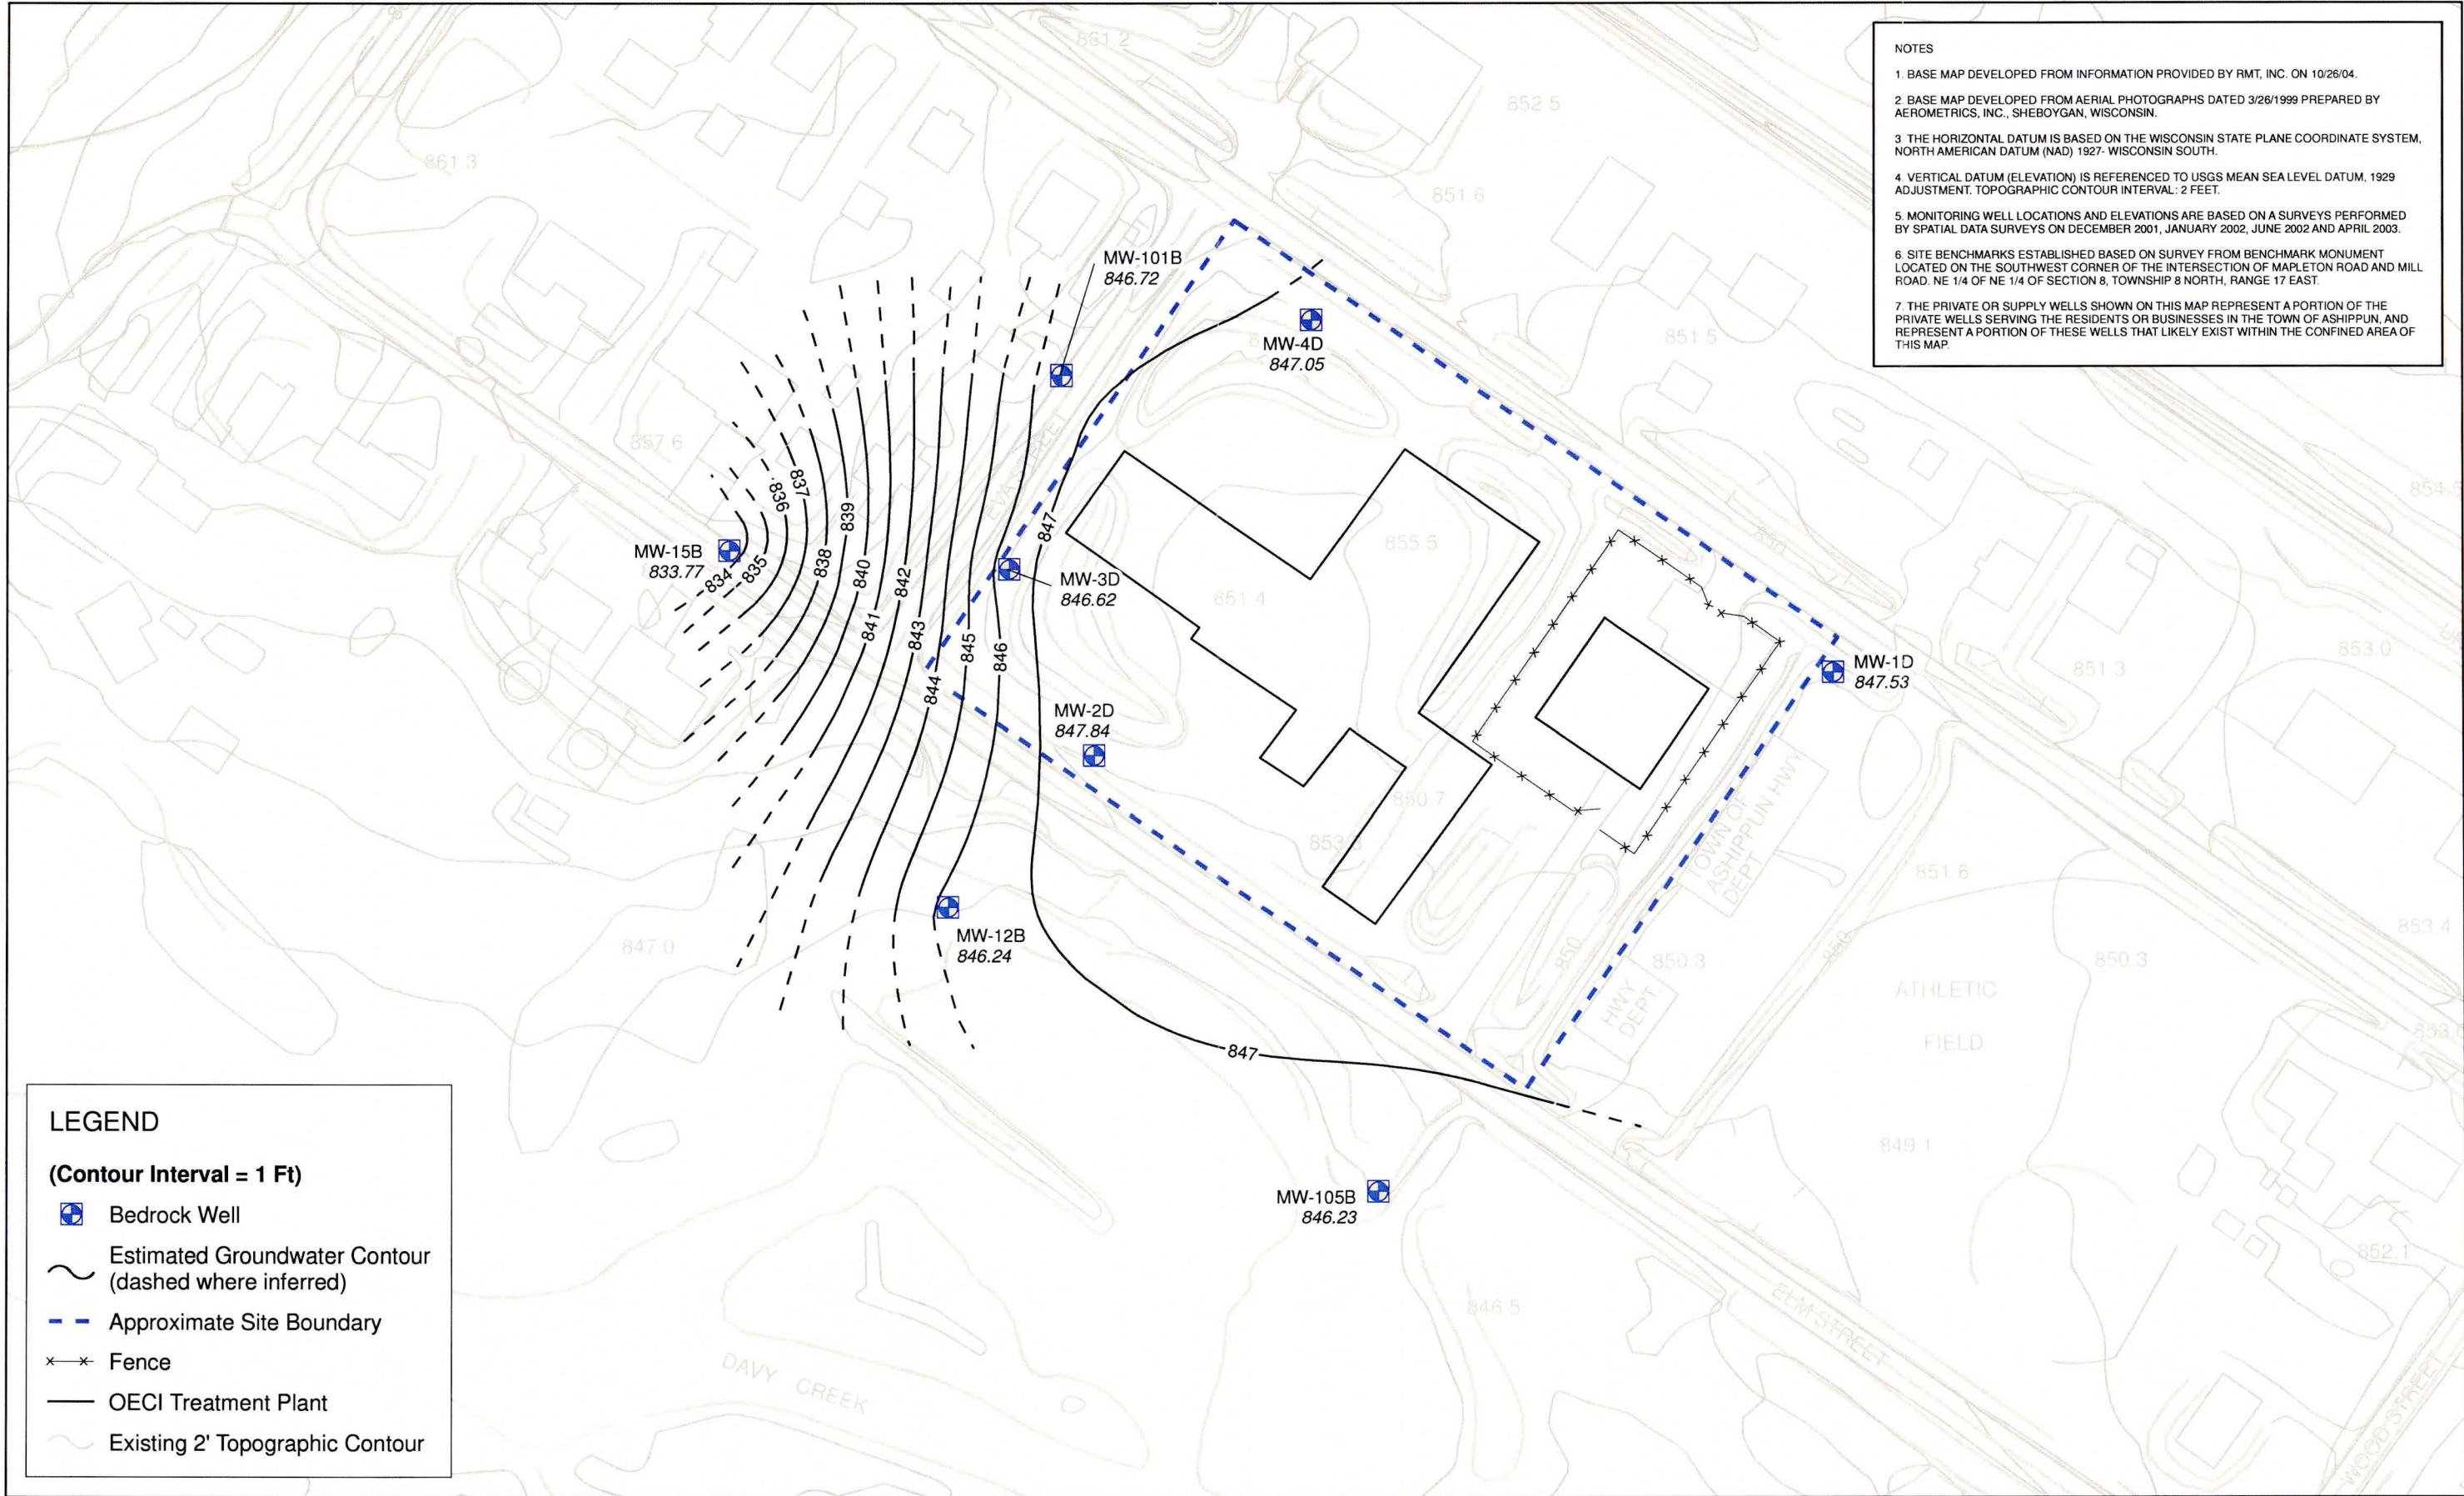 NOTES
1. BASE MAP DEVELOPED FROM INFORMATION PROVIDED BY RMT, INC. ON 10/26/04.
2. BASE MAP DEVELOPED FROM AERIAL PHOTOGRAPHS DATED 3/26/1999 PREPARED BY
AEROMETRICS, INC., SHEBOYGAN, WISCONSIN.
3. THE HORIZONTAL DATUM IS BASED ON THE WISCONSIN STATE PLANE COORDINATE SYSTEM,
NORTH AMERICAN DATUM (NAD) 1927- WISCONSIN SOUTH.
4. VERTICAL DATUM (ELEVATION) IS REFERENCED TO USGS MEAN SEA LEVEL DATUM, 1929
ADJUSTMENT. TOPOGRAPHIC CONTOUR INTERVAL: 2 FEET.
5. MONITORING WELL LOCATIONS AND ELEVATIONS ARE BASED ON A SURVEYS PERFORMED
BY SPATIAL DATA SURVEYS ON DECEMBER 2001, JANUARY 2002, JUNE 2002 AND APRIL 2003.
6. SITE BENCHMARKS ESTABLISHED BASED ON SURVEY FROM BENCHMARK MONUMENT
LOCATED ON THE SOUTHWEST CORNER OF THE INTERSECTION OF MAPLETON ROAD AND MILL
ROAD. NE 1/4 OF NE 1/4 OF SECTION 8, TOWNSHIP 8 NORTH, RANGE 17 EAST.
7. THE PRIVATE OR SUPPLY WELLS SHOWN ON THIS MAP REPRESENT A PORTION OF THE
PRIVATE WELLS SERVING THE RESIDENTS OR BUSINESSES IN THE TOWN OF ASHIPPUN, AND
REPRESENT A PORTION OF THESE WELLS THAT LIKELY EXIST WITHIN THE CONFINED AREA OF
THIS MAP.
861.2
852.5
861.3
851.6
MW-101B
846.72
MW-4D
847.05
851.5
857.6
837
836
839
847
855.5
850
MW-15B
833.77
834
835
838
840
842
841
843
844
845
846
MW-3D
846.62
851.4
MW-1D
847.53
851.3
853.0
MW-2D
847.84
850.7
TOWN OF
ASHIPPUN HWY
DEPT
851.6
853.4
MW-12B
846.24
847.0
850
850.3
HWY
DEPT
850
850.3
ATHLETIC
FIELD
847
849.1
MW-105B
846.23
846.5
852.1
ELM STREET
WOOD STREET
DAVY CREEK
LEGEND
(Contour Interval = 1 Ft)
Bedrock Well
Estimated Groundwater Contour
(dashed where inferred)
Approximate Site Boundary
Fence
OECI Treatment Plant
Existing 2' Topographic Contour